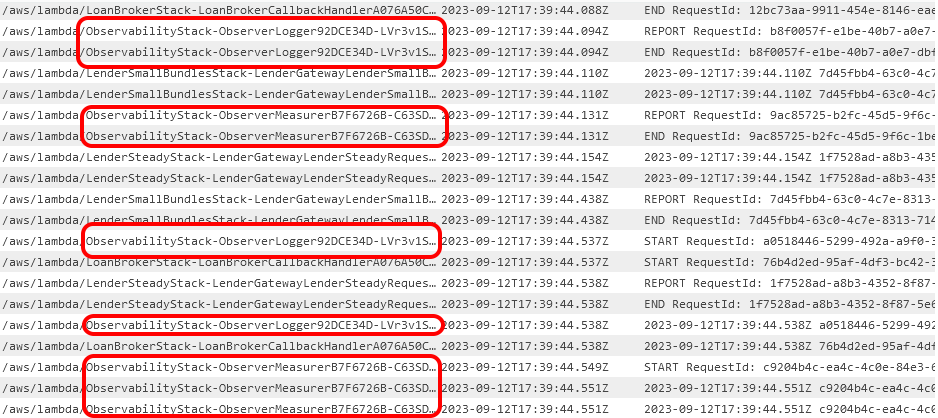 /aws/lambda/LoanBrokerStack-LoanBrokerCallbackHandlerA076A50C… 2023-09-12T17:39:44.088Z END RequestId: 12bc73aa-9911-454e-8146-eae
/aws/lambda/ObservabilityStack-ObserverLogger92DCE34D-LVr3v1S… 2023-09-12T17:39:44.094Z REPORT RequestId: b8f0057f-e1be-40b7-a0e7-
/aws/lambda/ObservabilityStack-ObserverLogger92DCE34D-LVr3v1S… 2023-09-12T17:39:44.094Z END RequestId: b8f0057f-e1be-40b7-a0e7-dbf
/aws/lambda/LenderSmallBundlesStack-LenderGatewayLenderSmallB… 2023-09-12T17:39:44.110Z 2023-09-12T17:39:44.110Z 7d45fbb4-63c0-4c7
/aws/lambda/LenderSmallBundlesStack-LenderGatewayLenderSmallB… 2023-09-12T17:39:44.110Z END RequestId: 7d45fbb4-63c0-4c7e-8313-714
/aws/lambda/ObservabilityStack-ObserverMeasurerB7F6726B-C63SD… 2023-09-12T17:39:44.131Z REPORT RequestId: 9ac85725-b2fc-45d5-9f6c-
/aws/lambda/ObservabilityStack-ObserverMeasurerB7F6726B-C63SD… 2023-09-12T17:39:44.131Z END RequestId: 9ac85725-b2fc-45d5-9f6c-1be
/aws/lambda/LenderSteadyStack-LenderGatewayLenderSteadyReques… 2023-09-12T17:39:44.154Z 2023-09-12T17:39:44.154Z 1f7528ad-a8b3-435
/aws/lambda/LenderSteadyStack-LenderGatewayLenderSteadyReques… 2023-09-12T17:39:44.154Z START RequestId: 1f7528ad-a8b3-4352-8f87-
/aws/lambda/LenderSmallBundlesStack-LenderGatewayLenderSmallB… 2023-09-12T17:39:44.438Z REPORT RequestId: 7d45fbb4-63c0-4c7e-8313-
/aws/lambda/LenderSmallBundlesStack-LenderGatewayLenderSmallB… 2023-09-12T17:39:44.438Z END RequestId: 7d45fbb4-63c0-4c7e-8313-714
/aws/lambda/ObservabilityStack-ObserverLogger92DCE34D-LVr3v1S… 2023-09-12T17:39:44.537Z START RequestId: a0518446-5299-492a-a9f0-3
/aws/lambda/LoanBrokerStack-LoanBrokerCallbackHandlerA076A50C… 2023-09-12T17:39:44.537Z START RequestId: 76b4d2ed-95af-4df3-bc42-3
/aws/lambda/LenderSteadyStack-LenderGatewayLenderSteadyReques… 2023-09-12T17:39:44.538Z REPORT RequestId: 1f7528ad-a8b3-4352-8f87-
/aws/lambda/LenderSteadyStack-LenderGatewayLenderSteadyReques… 2023-09-12T17:39:44.538Z END RequestId: 1f7528ad-a8b3-4352-8f87-5e6
/aws/lambda/ObservabilityStack-ObserverLogger92DCE34D-LVr3v1S… 2023-09-12T17:39:44.538Z 2023-09-12T17:39:44.538Z a0518446-5299-492
/aws/lambda/LoanBrokerStack-LoanBrokerCallbackHandlerA076A50C… 2023-09-12T17:39:44.538Z 2023-09-12T17:39:44.538Z 76b4d2ed-95af-4df
/aws/lambda/ObservabilityStack-ObserverMeasurerB7F6726B-C63SD… 2023-09-12T17:39:44.549Z START RequestId: c9204b4c-ea4c-4c0e-84e3-6
/aws/lambda/ObservabilityStack-ObserverMeasurerB7F6726B-C63SD… 2023-09-12T17:39:44.551Z 2023-09-12T17:39:44.551Z c9204b4c-ea4c-4c0
/aws/lambda/ObservabilityStack-ObserverMeasurerB7F6726B-C63SD… 2023-09-12T17:39:44.551Z 2023-09-12T17:39:44.551Z c9204b4c-ea4c-4c0